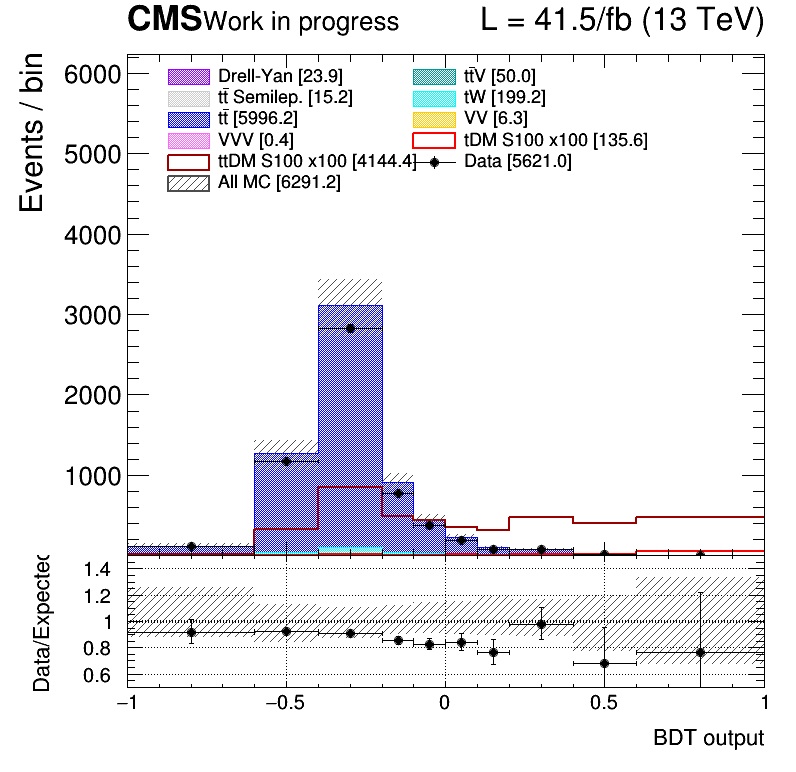 CMS Work in progress L = 41.5/fb (13 TeV)
Events / bin
6000
5000
4000
3000
2000
1000
Drell-Yan [23.9] tt̄V [50.0]
tt̄ Semilep. [15.2] tW [199.2]
tt̄ [5996.2] VV [6.3]
VVV [0.4] tDM S100 x100 [135.6]
ttDM S100 x100 [4144.4] Data [5621.0]
All MC [6291.2]
Data/Expected
1.4
1.2
1
0.8
0.6
−1 −0.5 0 0.5 1
BDT output